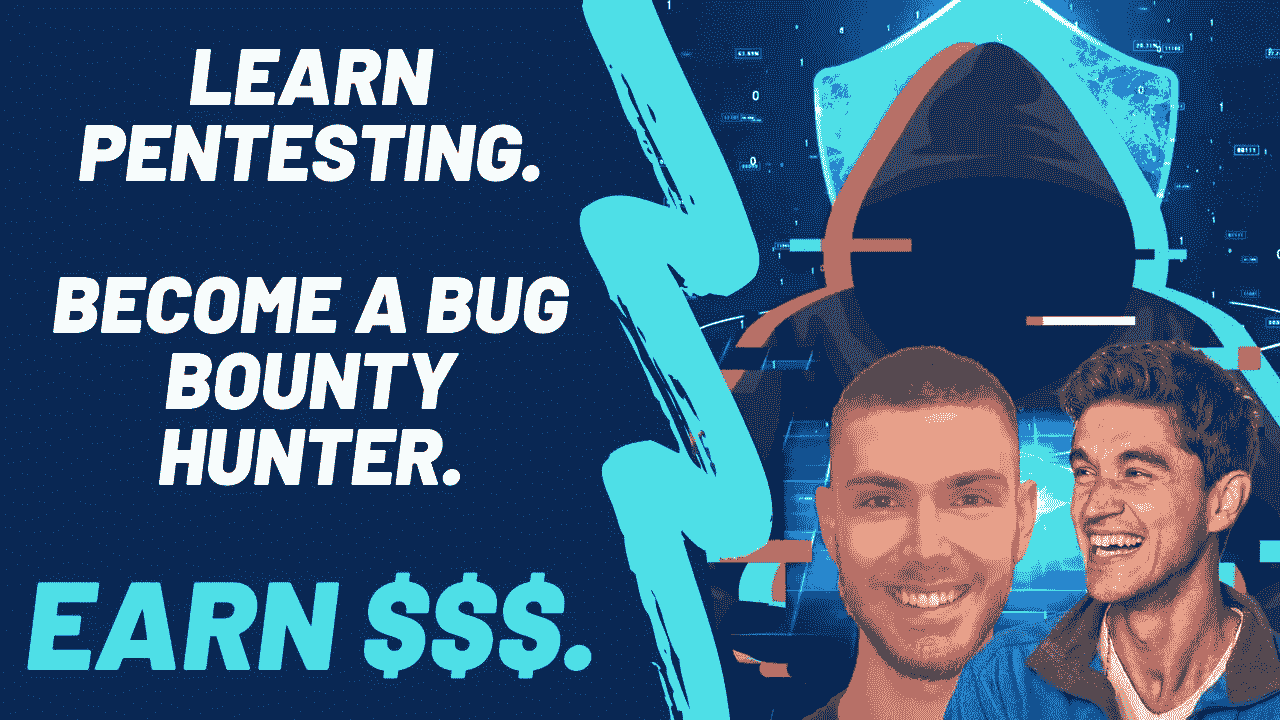 LEARN
PENTESTING.
BECOME A BUG
BOUNTY
HUNTER.
EARN $$$.